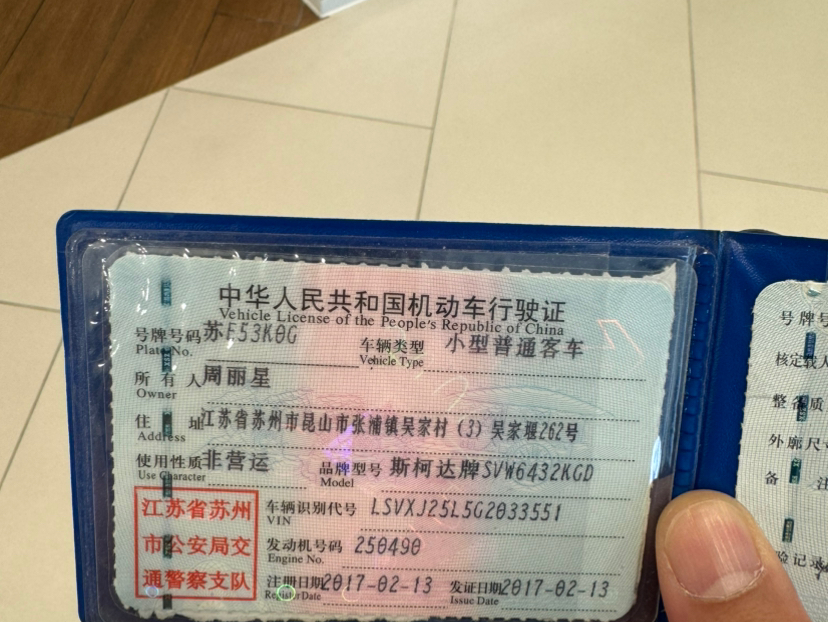 中华人民共和国机动车行驶证
Vehicle License of the People's Republic of China
号牌号码 苏F53K0G 车辆类型 小型普通客车
Plate No. Vehicle Type
所有人 周丽星
Owner
住址 江苏省苏州市昆山市张浦镇吴家村(3)吴家堰262号
Address
使用性质 非营运 品牌型号 斯柯达牌SVW6432KGD
Use Character Model
江苏省苏州 车辆识别代号 LSVXJ25L5G2033551
VIN
市公安局交 发动机号码 250490
Engine No.
通警察支队 注册日期 2017-02-13 发证日期 2017-02-13
Register Date Issue Date
号牌号
核定载人
整备质
外廓尺
备注
验记录